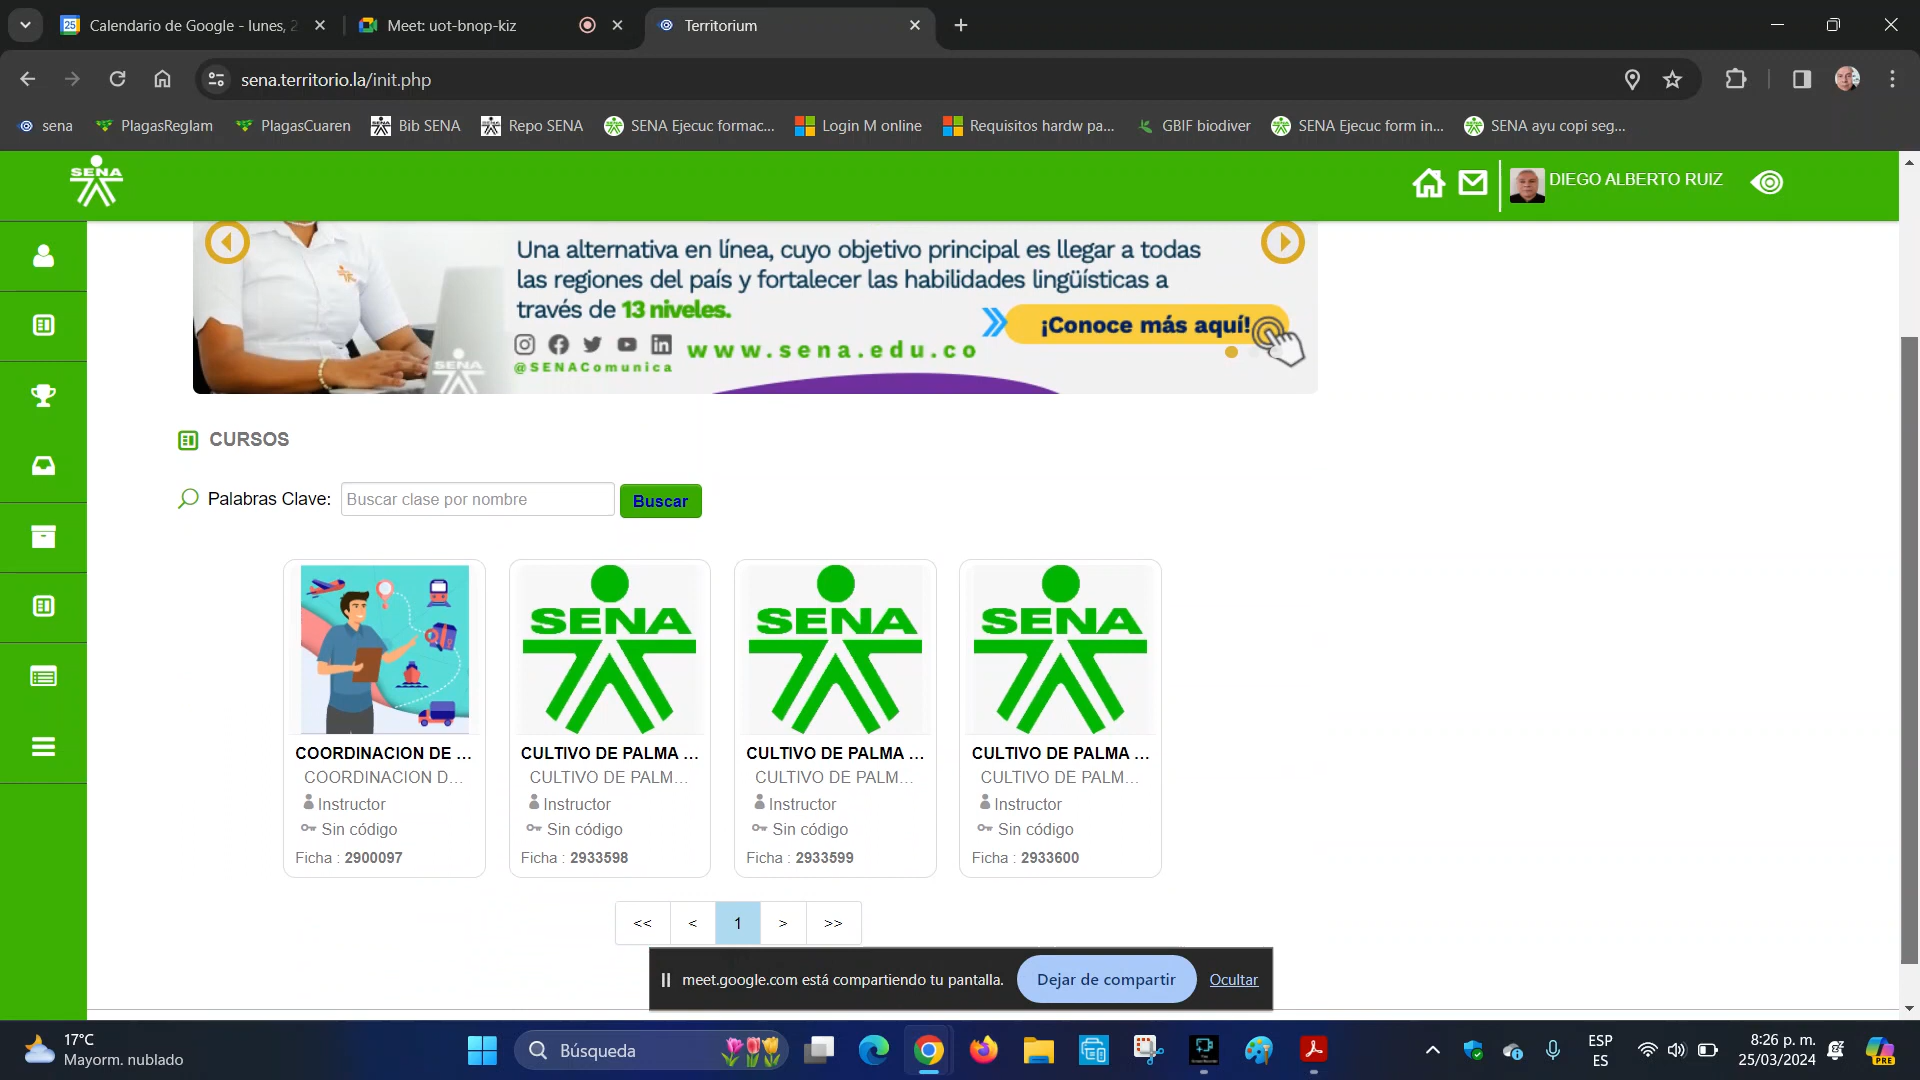 Calendario de Google - lunes, 2
Meet: uot-bnop-kiz
Territorium
sena.territorio.la/init.php
sena
PlagasReglam
PlagasCuaren
Bib SENA
Repo SENA
SENA Ejecuc formac...
Login M online
Requisitos hardw pa...
GBIF biodiver
SENA Ejecuc form in...
SENA ayu copi seg...
SENA
DIEGO ALBERTO RUIZ
Una alternativa en línea, cuyo objetivo principal es llegar a todas
las regiones del país y fortalecer las habilidades lingüísticas a
través de 13 niveles.
¡Conoce más aquí!
www.sena.edu.co
@SENAComunica
SENA
CURSOS
Palabras Clave:
Buscar clase por nombre
Buscar
COORDINACION DE ...
COORDINACION D...
Instructor
Sin código
Ficha : 2900097
SENA
CULTIVO DE PALMA ...
CULTIVO DE PALM...
Instructor
Sin código
Ficha : 2933598
SENA
CULTIVO DE PALMA ...
CULTIVO DE PALM...
Instructor
Sin código
Ficha : 2933599
SENA
CULTIVO DE PALMA ...
CULTIVO DE PALM...
Instructor
Sin código
Ficha : 2933600
<< < 1 > >>
meet.google.com está compartiendo tu pantalla.
Dejar de compartir
Ocultar
17°C
Mayorm. nublado
Búsqueda
ESP
ES
8:26 p. m.
25/03/2024
PRE